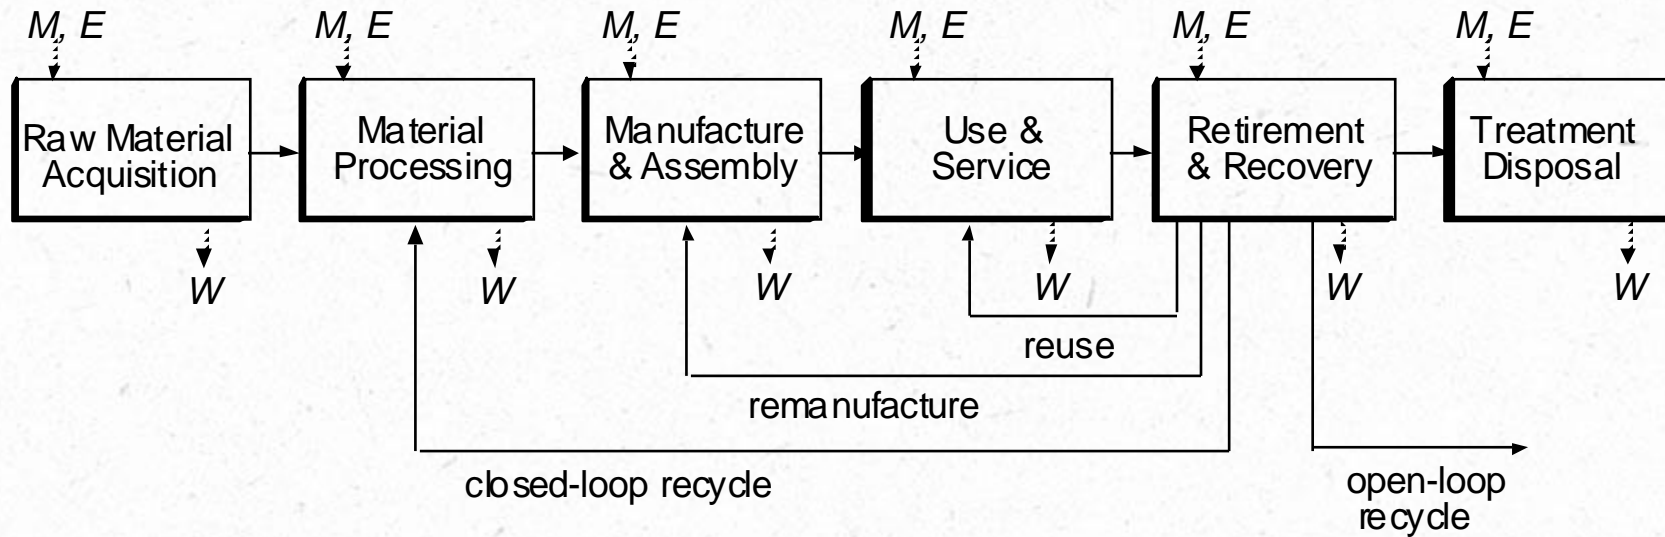 M, E
M, E
M, E
M, E
M, E
M, E
Raw Material
Acquisition
Material
Processing
Manufacture
& Assembly
Use &
Service
Retirement
& Recovery
Treatment
Disposal
W
W
W
W
W
W
reuse
remanufacture
closed-loop recycle
open-loop
recycle